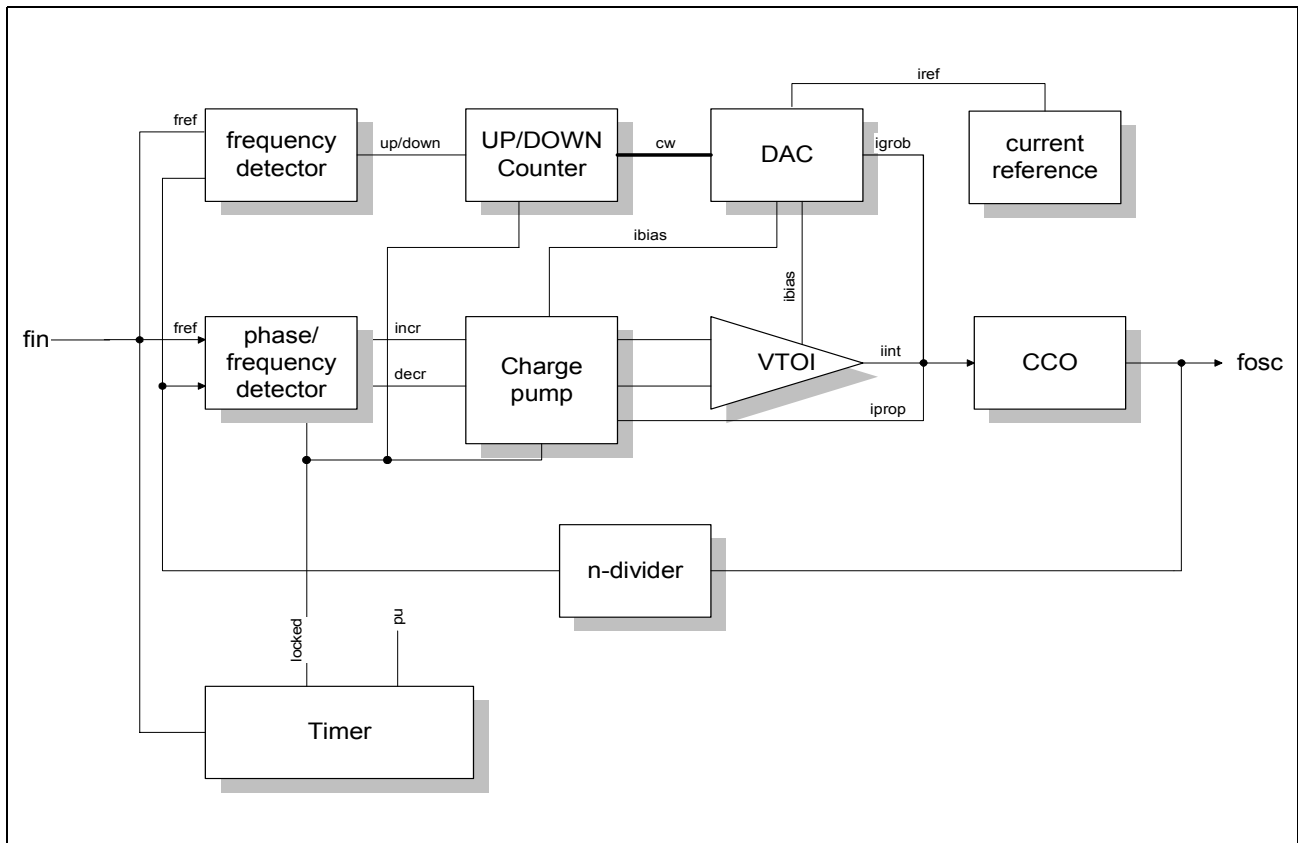 iref
fref
frequency
detector
up/down
UP/DOWN
Counter
cw
DAC
igrob
current
reference
ibias
ibias
fin
fref
phase/
frequency
detector
incr
decr
Charge
pump
VTOI
iint
iprop
CCO
fosc
n-divider
locked
pu
Timer